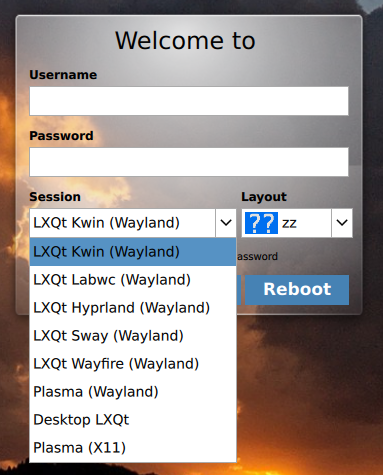 Welcome to
Username
Password
Session Layout
LXQt Kwin (Wayland) ?? zz
LXQt Kwin (Wayland)
assword
LXQt Labwc (Wayland)
LXQt Hyprland (Wayland) Reboot
LXQt Sway (Wayland)
LXQt Wayfire (Wayland)
Plasma (Wayland)
Desktop LXQt
Plasma (X11)